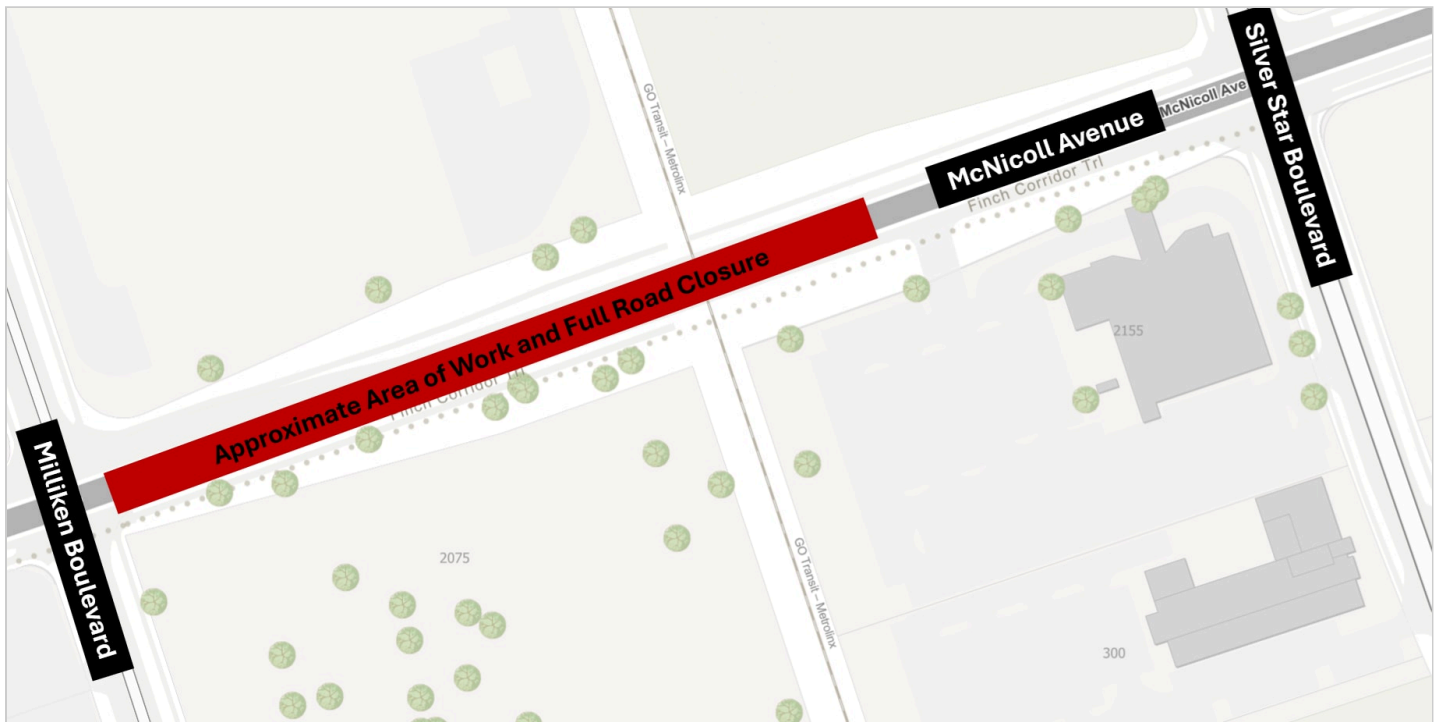 Silver Star Boulevard
McNicoll Ave
McNicoll Avenue
GO Transit – Metrolinx
Finch Corridor Trl
Approximate Area of Work and Full Road Closure
Finch Corridor Trl
2155
Milliken Boulevard
2075
GO Transit – Metrolinx
300